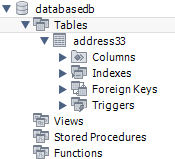 databasedb
Tables
address33
Columns
Indexes
Foreign Keys
Triggers
Views
Stored Procedures
Functions